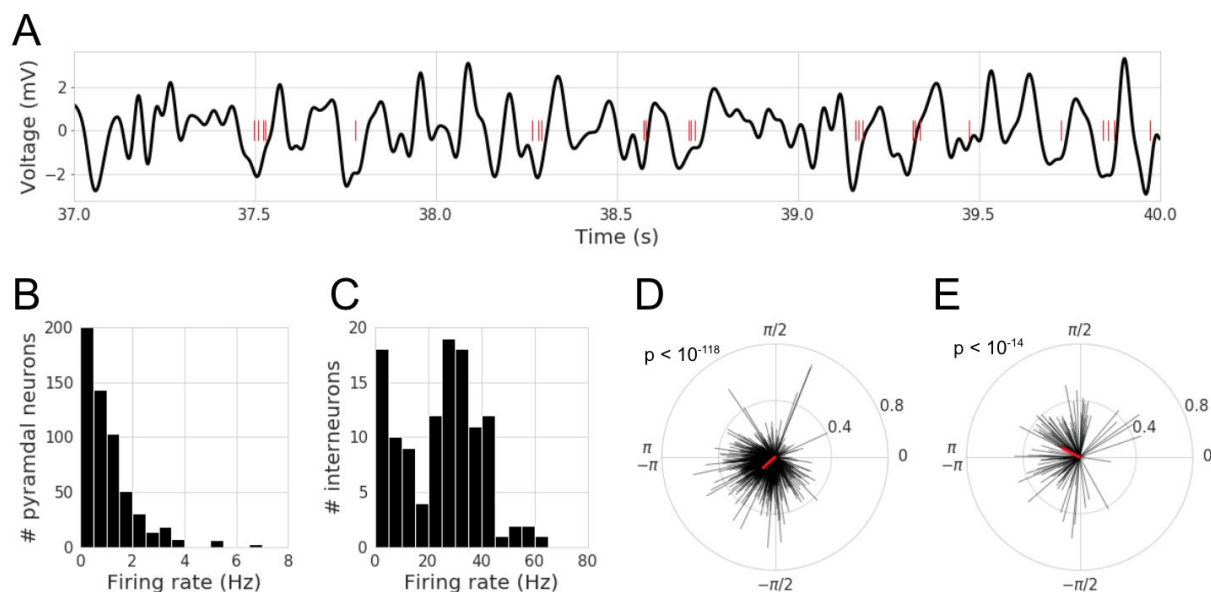 A
Voltage (mV)
2
0
−2
37.0 37.5 38.0 38.5 39.0 39.5 40.0
Time (s)
B
# pyramdal neurons
200
150
100
50
0
0 2 4 6 8
Firing rate (Hz)
C
# interneurons
20
15
10
5
0
0 20 40 60 80
Firing rate (Hz)
D
p < 10-118
π/2
0.8
0.4
π
−π
0
−π/2
E
p < 10-14
π/2
0.8
0.4
π
−π
0
−π/2